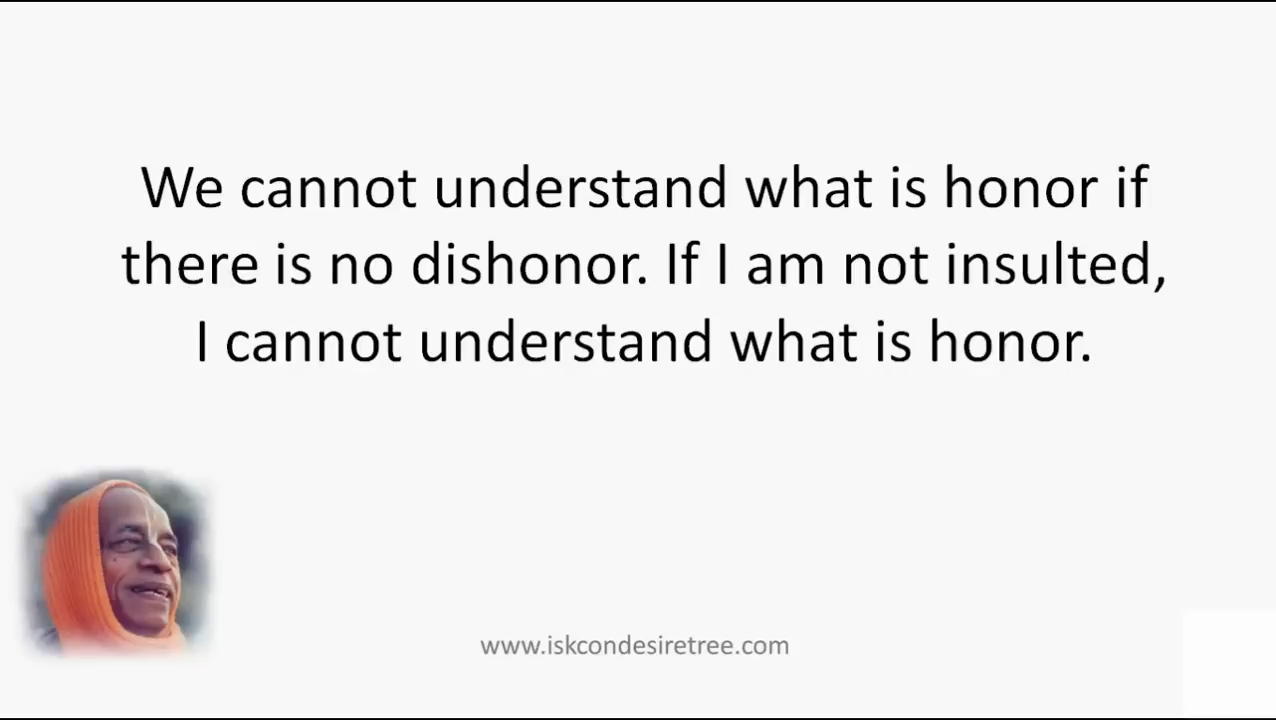 We cannot understand what is honor if
there is no dishonor. If I am not insulted,
I cannot understand what is honor.
www.iskcondesiretree.com